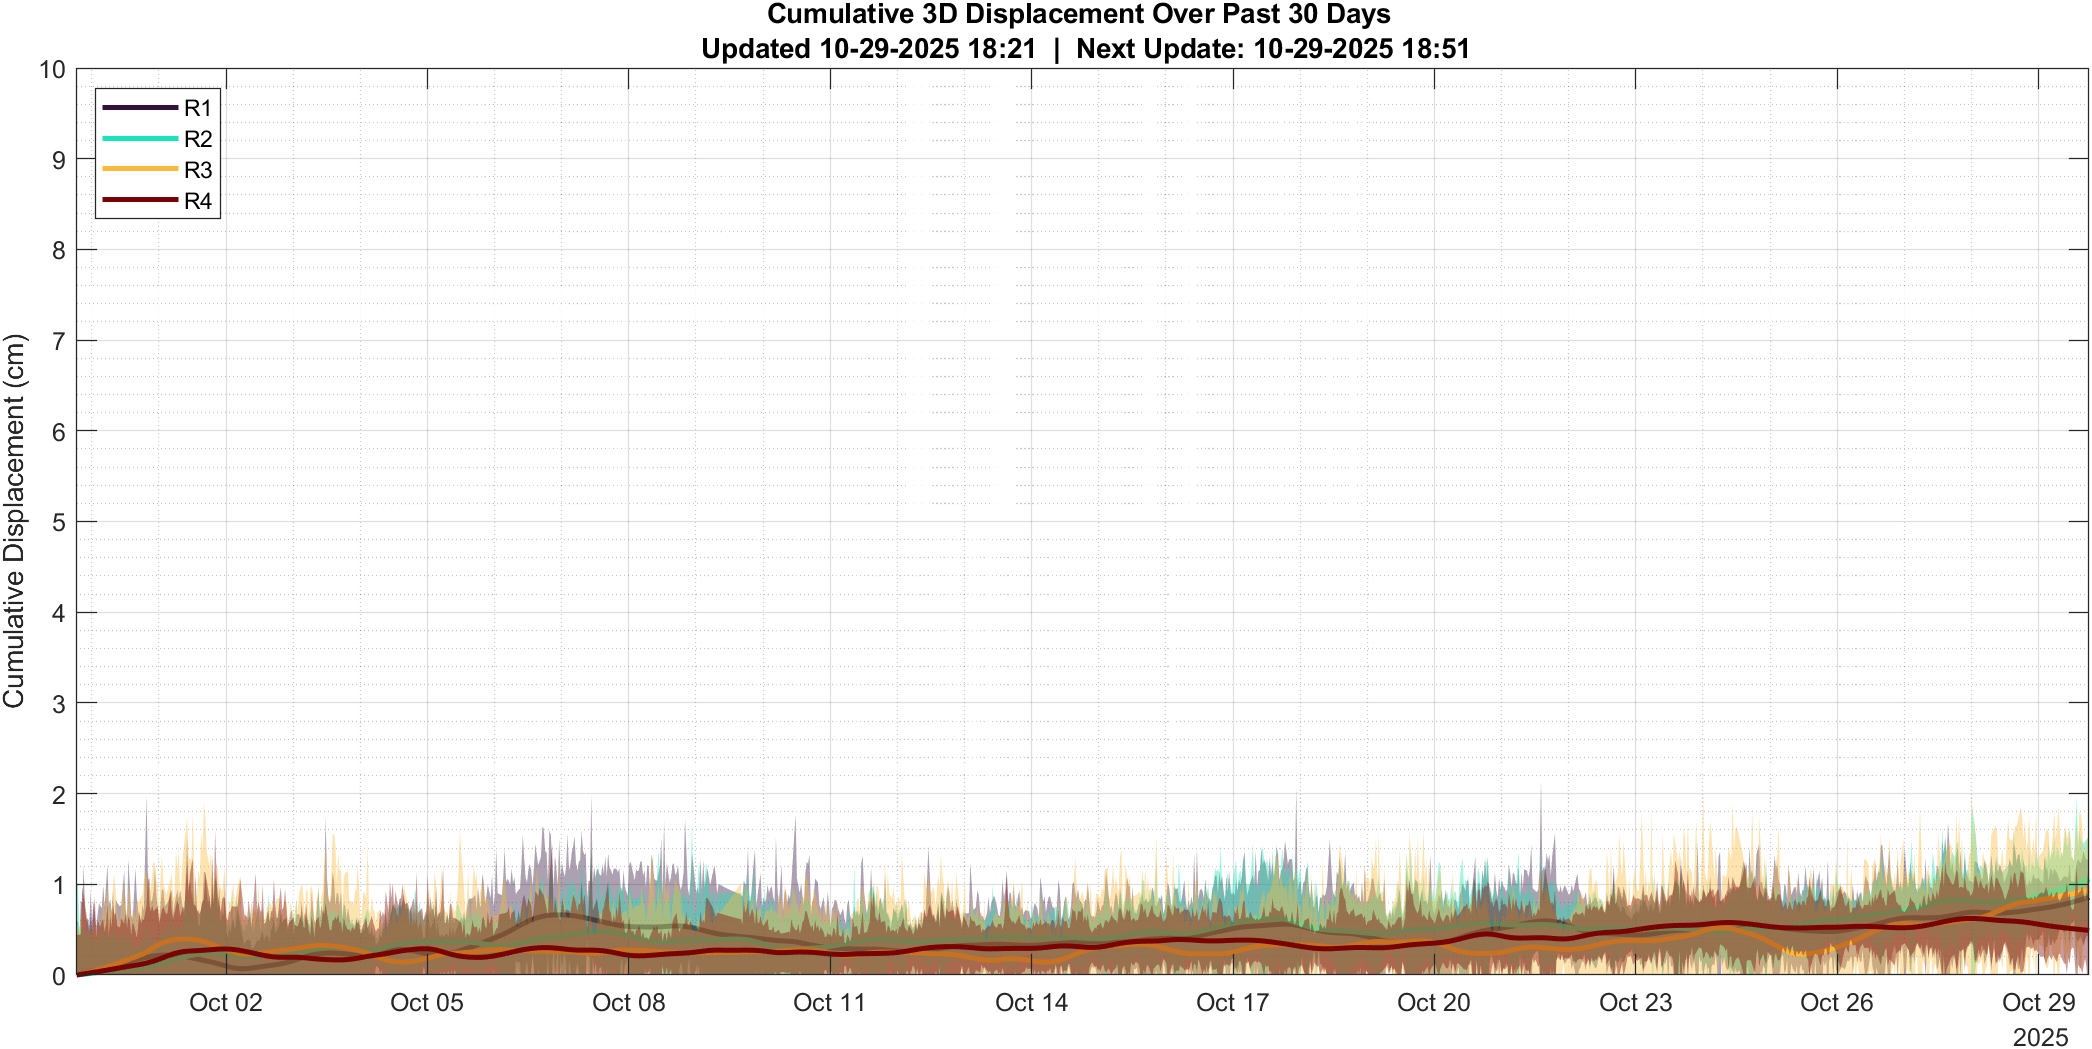 Cumulative 3D Displacement Over Past 30 Days
Updated 10-29-2025 18:21 | Next Update: 10-29-2025 18:51
Cumulative Displacement (cm)
10
9
8
7
6
5
4
3
2
1
0
R1
R2
R3
R4
Oct 02 Oct 05 Oct 08 Oct 11 Oct 14 Oct 17 Oct 20 Oct 23 Oct 26 Oct 29
2025